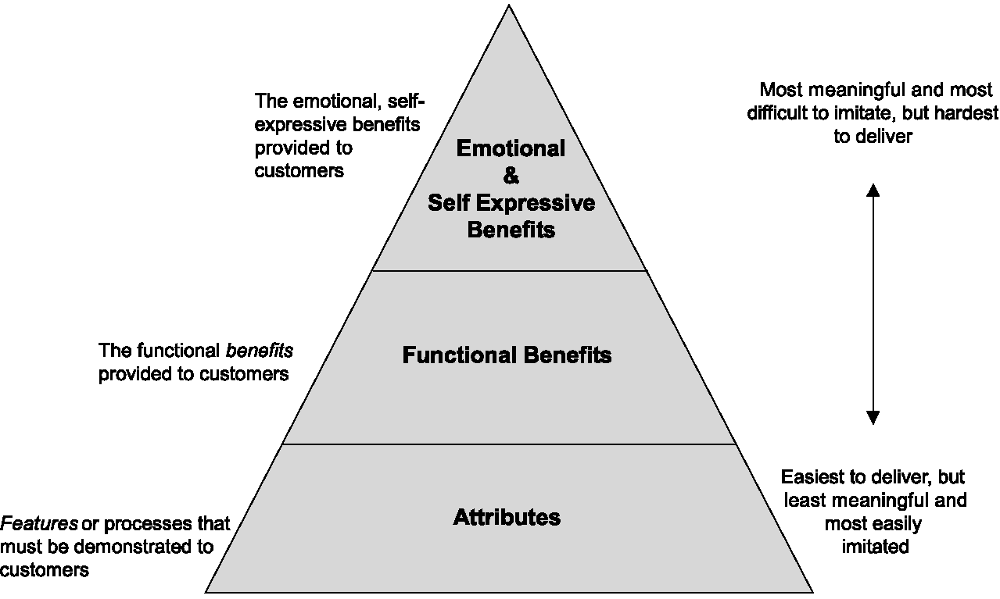 The emotional, self-
expressive benefits
provided to
customers
Emotional
&
Self Expressive
Benefits
Most meaningful and most
difficult to imitate, but hardest
to deliver
The functional benefits
provided to customers
Functional Benefits
Features or processes that
must be demonstrated to
customers
Attributes
Easiest to deliver, but
least meaningful and
most easily
imitated